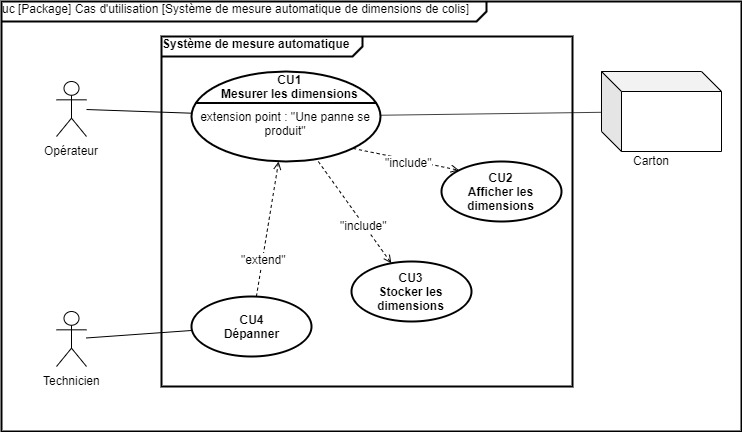 uc [Package] Cas d'utilisation [Système de mesure automatique de dimensions de colis]
Système de mesure automatique
CU1
Mesurer les dimensions
extension point : "Une panne se
produit"
Opérateur
Carton
"include"
CU2
Afficher les
dimensions
"include"
"extend"
CU3
Stocker les
dimensions
CU4
Dépanner
Technicien